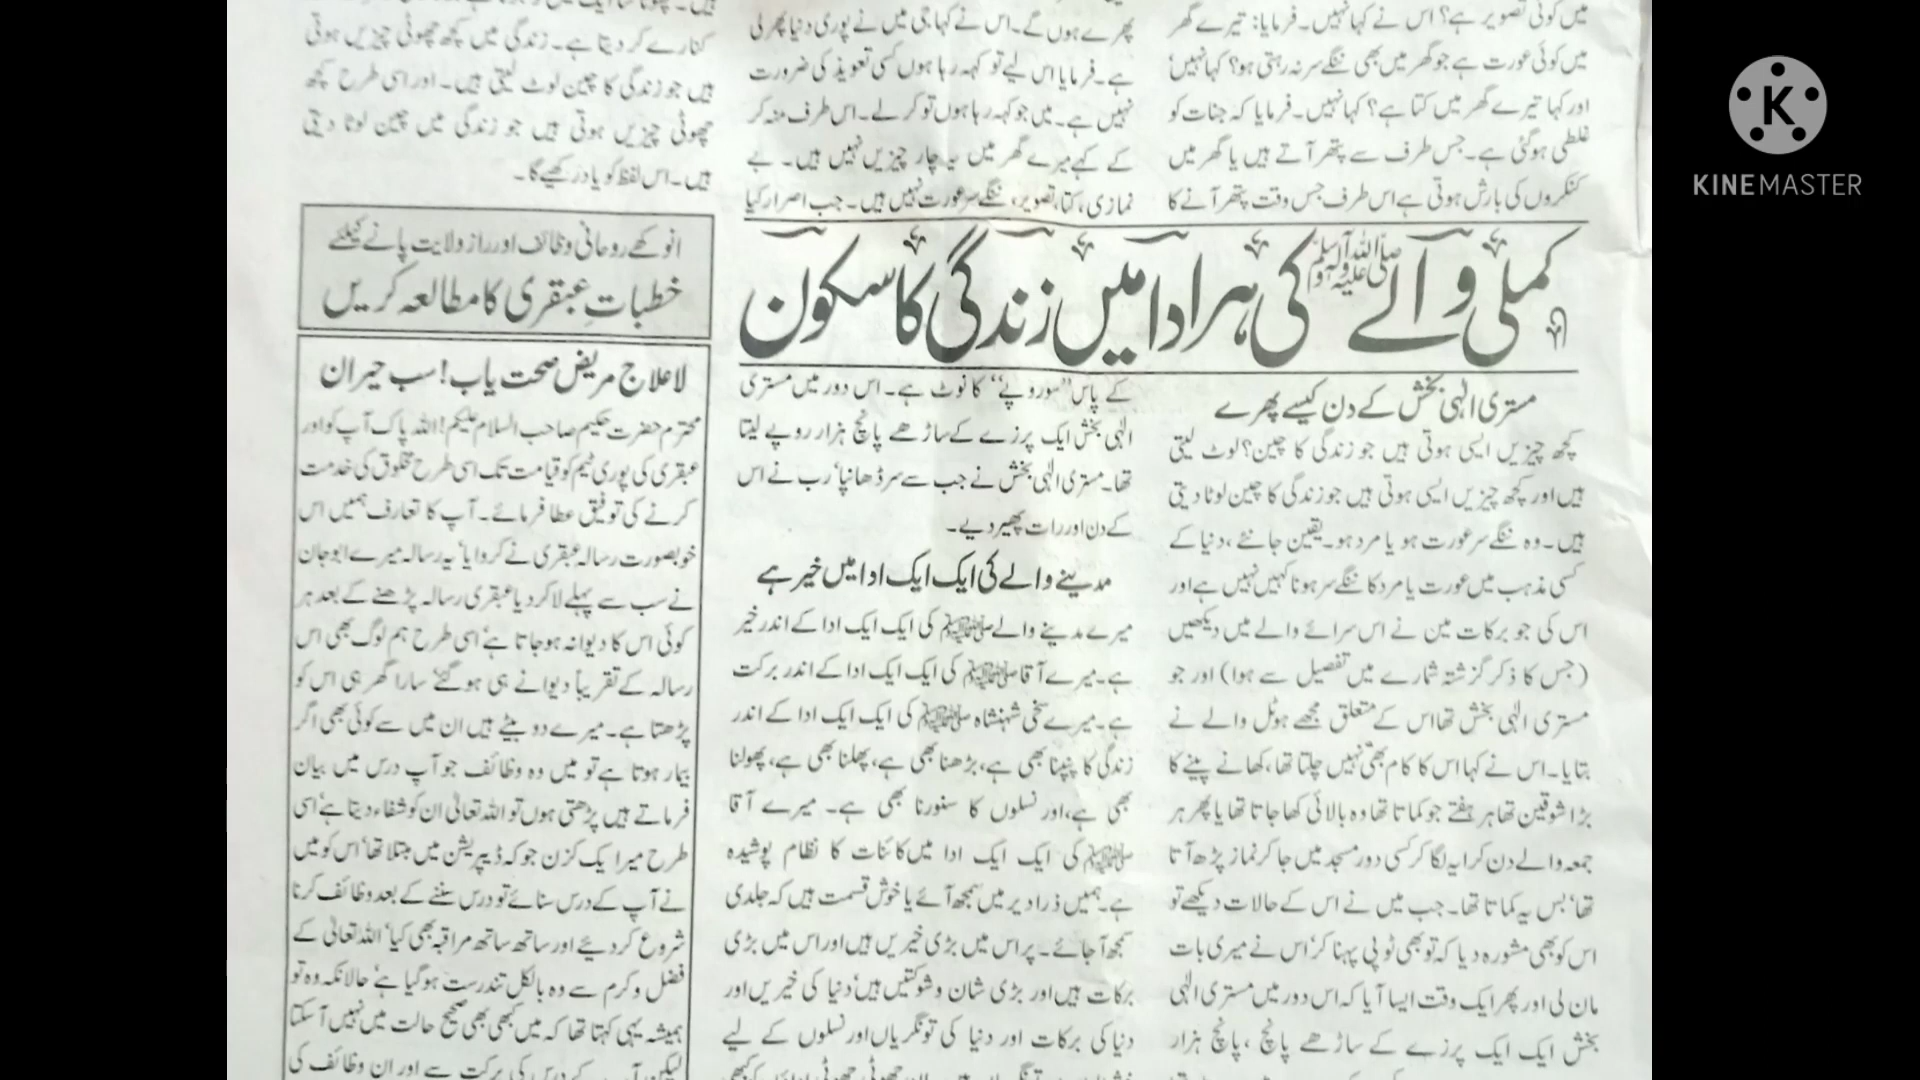 میں کوئی تصویر ہے؟ اس نے کہا نہیں۔ فرمایا: تیرے گھر
میں کوئی عورت ہے جو گھر میں بھی ننگے سر نہ رہتی ہو؟ کہا نہیں'
اور کہا تیرے گھر میں کتا ہے؟ کہا نہیں۔ فرمایا کہ جنات کو
غلطی ہوگئی ہے۔ جس طرف سے پتھر آتے ہیں یا گھر میں
کنکروں کی بارش ہوتی ہے اس طرف جس وقت پتھر آنے کا
پھرے ہوں گے۔ اس نے کہا جی میں نے پوری دنیا پھرلی
ہے۔ فرمایا اس لیے تو کہہ رہا ہوں کسی تعویذ کی ضرورت
نہیں ہے۔ میں جو کہہ رہا ہوں تو کرلے۔ اس طرف منہ کر
کے کہے میرے گھر میں یہ چار چیزیں نہیں ہیں۔ بے
نمازی، کتا، تصویر، ننگے سر عورت نہیں ہیں۔ جب اصرار کیا
کنارے کر دیتا ہے۔ زندگی میں کچھ چھوٹی چیزیں ہوتی
ہیں جو زندگی کا چین لوٹ لیتی ہیں۔ اور اسی طرح کچھ
چھوٹی چیزیں ہوتی ہیں جو زندگی میں چین لوٹا دیتی
ہیں۔ اس لفظ کو یاد رکھیے گا۔
کملی والے ﷺ کی ہر ادا میں زندگی کا سکون
مستری الٰہی بخش کے دن کیسے پھرے
کچھ چیزیں ایسی ہوتی ہیں جو زندگی کا چین؟ لوٹ لیتی
ہیں اور کچھ چیزیں ایسی ہوتی ہیں جو زندگی کا چین لوٹا دیتی
ہیں۔ وہ ننگے سر عورت ہو یا مرد ہو۔ یقین جانئے، دنیا کے
کسی مذہب میں عورت یا مرد کا ننگے سر ہونا کہیں نہیں ہے اور
اس کی جو برکات میں نے اس سرائے والے میں دیکھیں
(جس کا ذکر گزشتہ شمارے میں تفصیل سے ہوا) اور جو
مستری الٰہی بخش تھا اس کے متعلق مجھے ہوٹل والے نے
بتایا۔ اس نے کہا اس کا کام بھی نہیں چلتا تھا، کھانے پینے کا
بڑا شوقین تھا ہر ہفتے جو کماتا تھا وہ بالائی کھا جاتا تھا یا پھر ہر
جمعہ والے دن کرایہ لگا کر کسی دور مسجد میں جا کر نماز پڑھ آتا
تھا' بس یہ کماتا تھا۔ جب میں نے اس کے حالات دیکھے تو
اس کو بھی مشورہ دیا کہ تو بھی ٹوپی پہنا کر' اس نے میری بات
مان لی اور پھر ایک وقت ایسا آیا کہ اس دور میں مستری الٰہی
بخش ایک ایک پرزے کے ساڑھے پانچ ،پانچ ہزار
کے پاس "سو روپے" کا نوٹ ہے۔ اس دور میں مستری
الٰہی بخش ایک پرزے کے ساڑھے پانچ ہزار روپے لیتا
تھا۔ مستری الٰہی بخش نے جب سے سر ڈھانپا' رب نے اس
کے دن اور رات پھیر دیے۔
مدینے والے کی ایک ایک ادا میں خیر ہے
میرے مدینے والے ﷺ کی ایک ایک ادا کے اندر خیر
ہے۔ میرے آقا ﷺ کی ایک ایک ادا کے اندر برکت
ہے۔ میرے سخی شہنشاہ ﷺ کی ایک ایک ادا کے اندر
زندگی کا پنپنا بھی ہے، بڑھنا بھی ہے، پھلنا بھی ہے، پھولنا
بھی ہے، اور نسلوں کا سنورنا بھی ہے۔ میرے آقا
ﷺ کی ایک ایک ادا میں کائنات کا نظام پوشیدہ
ہے۔ ہمیں ذرا دیر میں سمجھ آئے یا خوش قسمت ہیں کہ جلدی
سمجھ آجائے۔ پر اس میں بڑی خیریں ہیں اور اس میں بڑی
برکات ہیں اور بڑی شان و شوکتیں ہیں' دنیا کی خیریں اور
دنیا کی برکات اور دنیا کی تونگریاں اور نسلوں کے لیے
انوکھے روحانی وظائف اور راز ولایت پانے کیلئے
خطباتِ عبقری کا مطالعہ کریں
لاعلاج مریض صحت یاب! سب حیران
محترم حضرت حکیم صاحب السلام علیکم! اللہ پاک آپ کو اور
عبقری کی پوری ٹیم کو قیامت تک اسی طرح مخلوق کی خدمت
کرنے کی توفیق عطا فرمائے۔ آپ کا تعارف ہمیں اس
خوبصورت رسالہ عبقری نے کروایا' یہ رسالہ میرے ابو جان
نے سب سے پہلے لا کر دیا عبقری رسالہ پڑھنے کے بعد ہر
کوئی اس کا دیوانہ ہو جاتا ہے' اسی طرح ہم لوگ بھی اس
رسالہ کے تقریباً دیوانے ہی ہو گئے' سارا گھر ہی اس کو
پڑھتا ہے۔ میرے دو بیٹے ہیں ان میں سے کوئی بھی اگر
بیمار ہوتا ہے تو میں وہ وظائف جو آپ درس میں بیان
فرماتے ہیں پڑھتی ہوں تو اللہ تعالیٰ ان کو شفاء دیتا ہے' اسی
طرح میرا ایک کزن جو کہ ڈیپریشن میں مبتلا تھا' اس کو میں
نے آپ کے درس سنائے تو درس سننے کے بعد وظائف کرنا
شروع کر دیئے اور ساتھ ساتھ مراقبہ بھی کیا' اللہ تعالیٰ کے
فضل و کرم سے وہ بالکل تندرست ہو گیا ہے' حالانکہ وہ تو
ہمیشہ یہی کہتا تھا کہ میں کبھی بھی صحیح حالت میں نہیں آ سکتا
لیکن آپ کے درس کی برکت سے اور ان وظائف کی
K
KINEMASTER